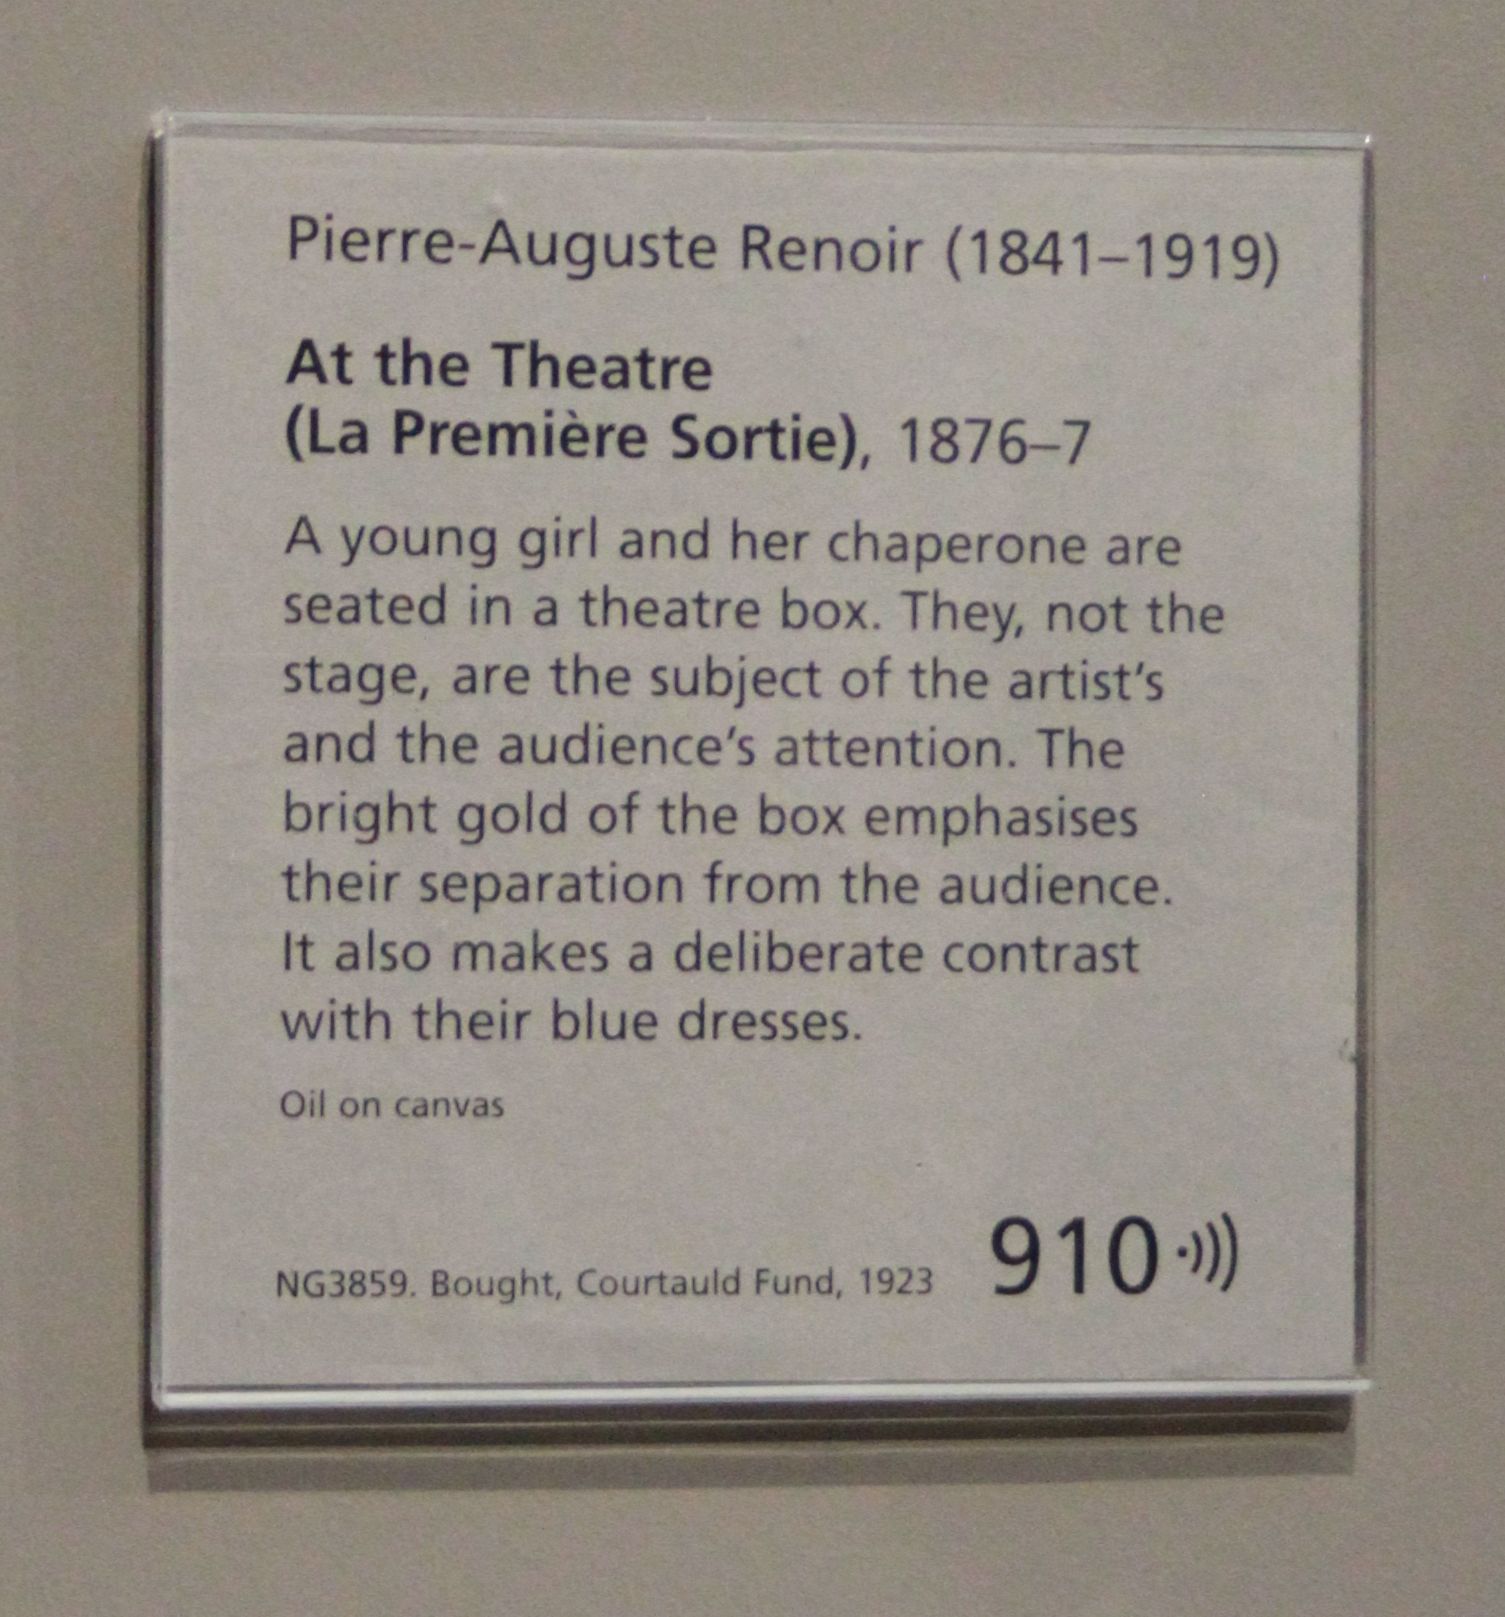 Pierre-Auguste Renoir (1841–1919)
At the Theatre
(La Première Sortie), 1876–7
A young girl and her chaperone are
seated in a theatre box. They, not the
stage, are the subject of the artist’s
and the audience’s attention. The
bright gold of the box emphasises
their separation from the audience.
It also makes a deliberate contrast
with their blue dresses.
Oil on canvas
NG3859. Bought, Courtauld Fund, 1923
910